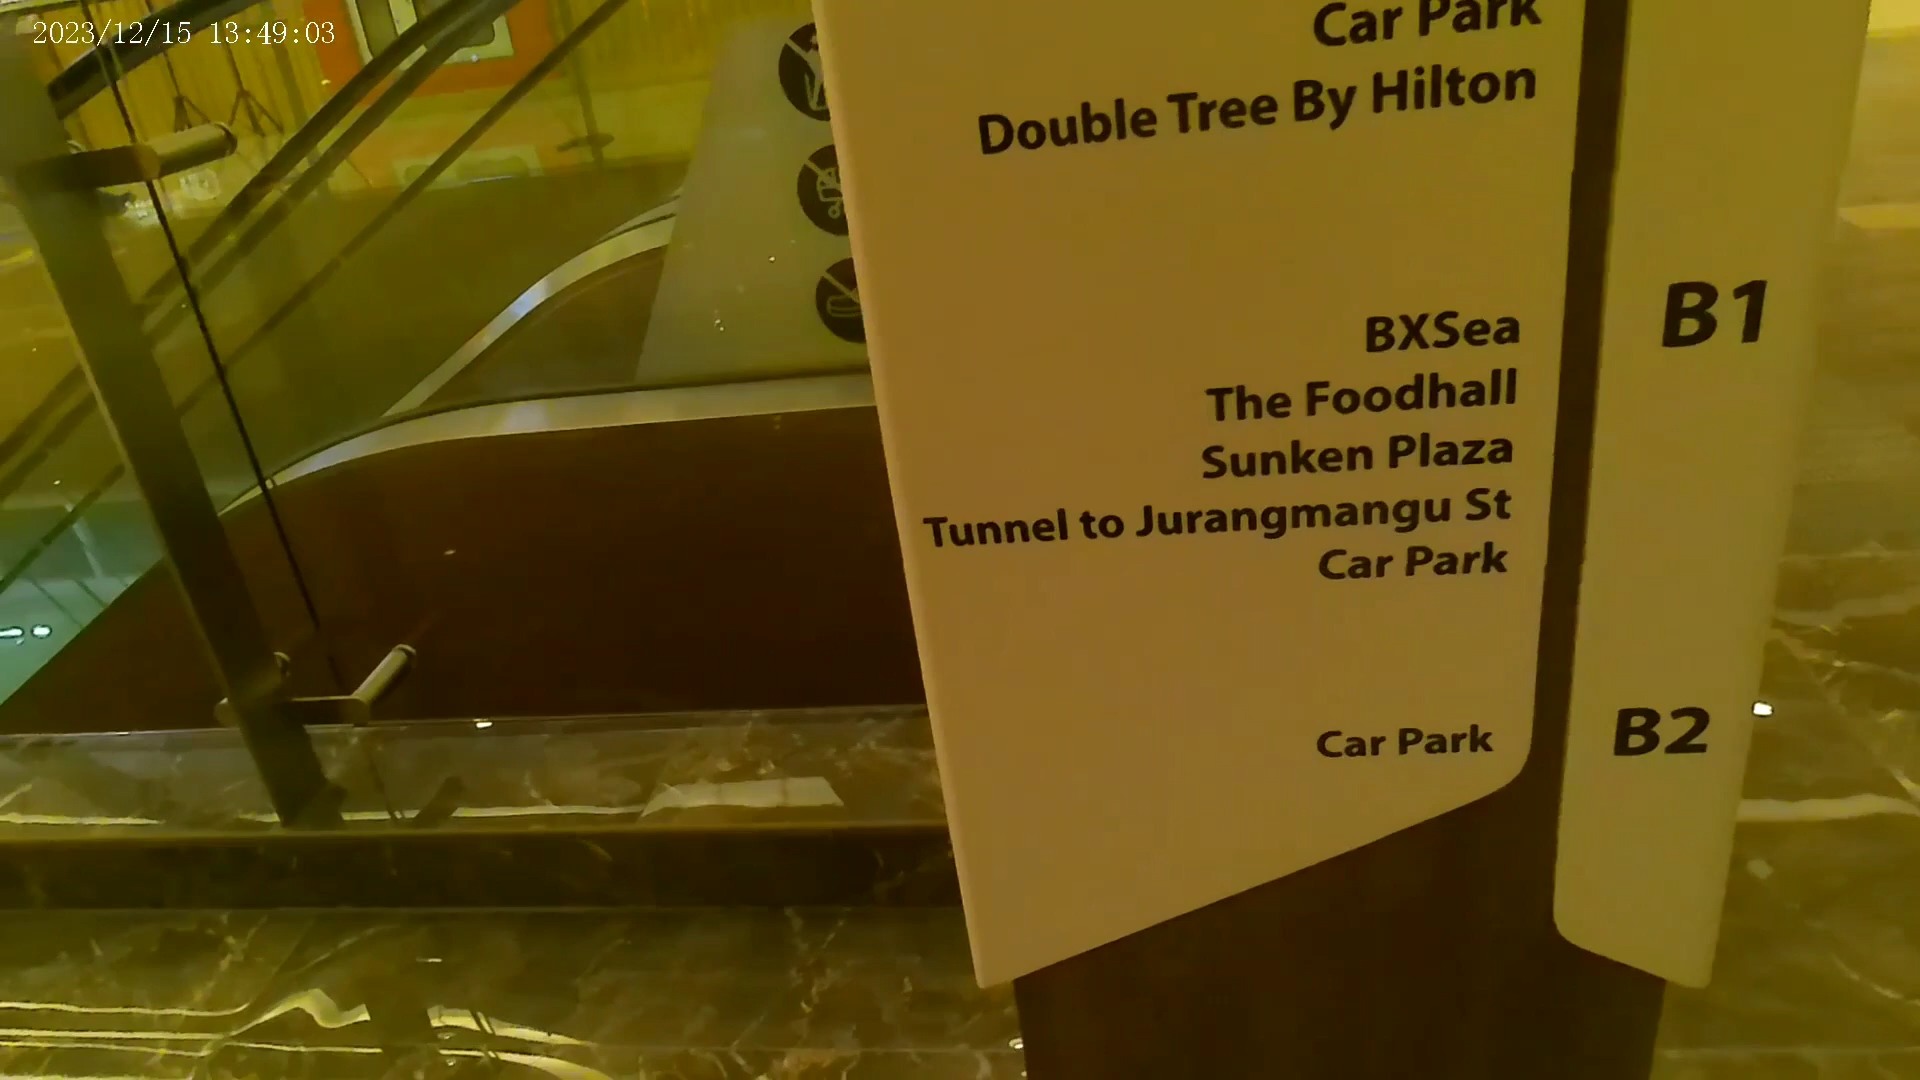 2023/12/15 13:49:03
Car Park
Double Tree By Hilton
BXSea
B1
The Foodhall
Sunken Plaza
Tunnel to Jurangmangu St
Car Park
Car Park
B2